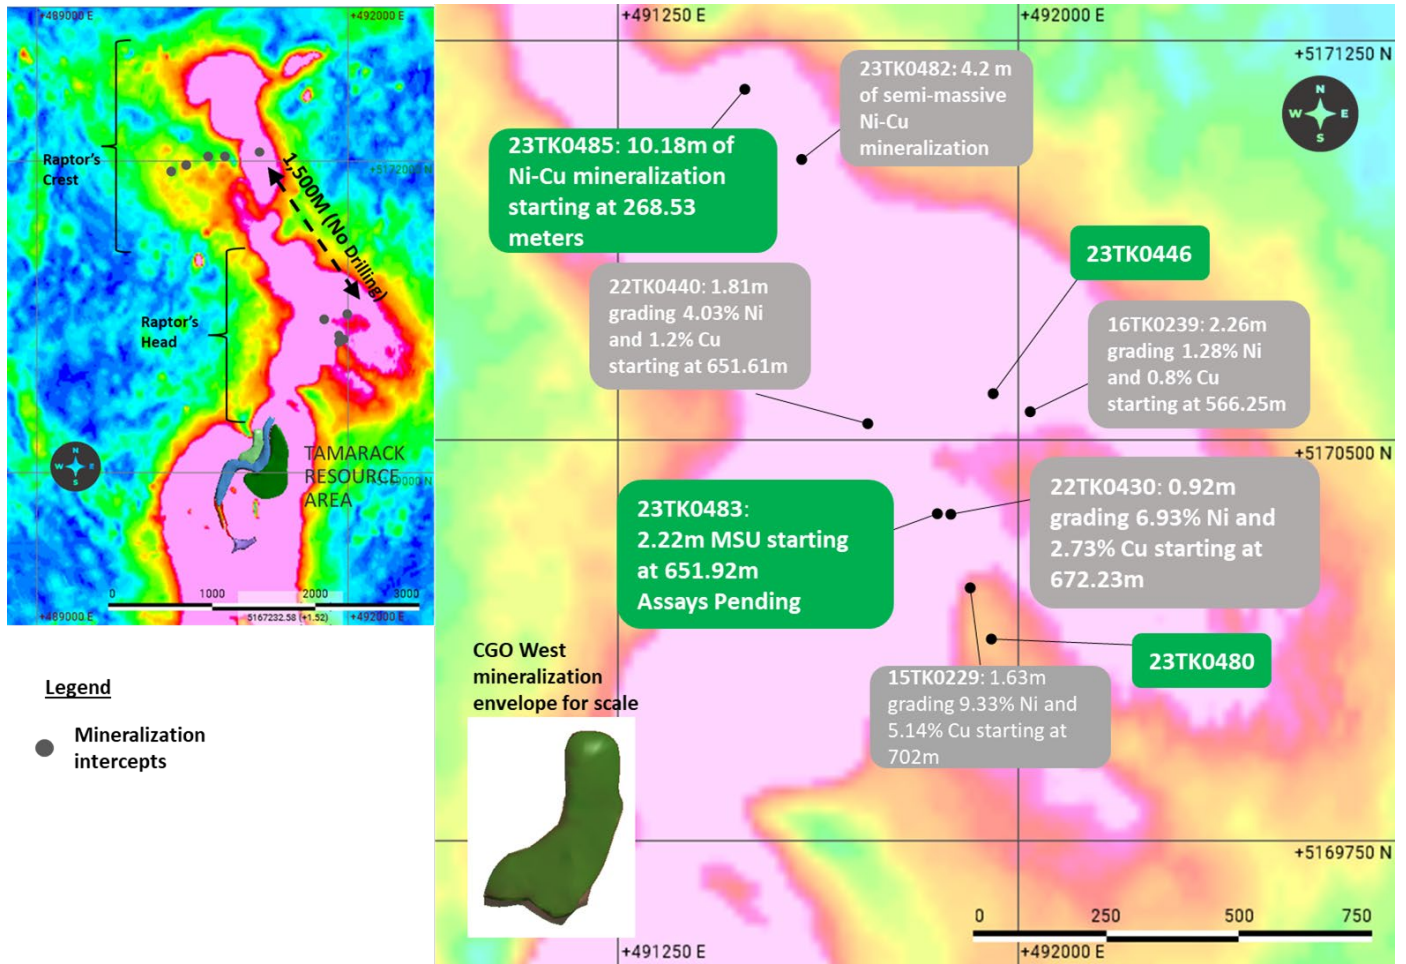 +489000 E
+492000 E
Raptor's
Crest
+5172000 N
1,500M (No Drilling)
Raptor's
Head
N
W
E
S
TAMARACK
RESOURCE
AREA
0
1000
2000
3000
+489000 E
5167232.58 (+1.52)
+492000 E
Legend
Mineralization
intercepts
+491250 E
+492000 E
+5171250 N
N
W
E
S
23TK0482: 4.2 m
of semi-massive
Ni-Cu
mineralization
23TK0485: 10.18m of
Ni-Cu mineralization
starting at 268.53
meters
23TK0446
22TK0440: 1.81m
grading 4.03% Ni
and 1.2% Cu
starting at 651.61m
16TK0239: 2.26m
grading 1.28% Ni
and 0.8% Cu
starting at 566.25m
+5170500 N
23TK0483:
2.22m MSU starting
at 651.92m
Assays Pending
22TK0430: 0.92m
grading 6.93% Ni and
2.73% Cu starting at
672.23m
23TK0480
15TK0229: 1.63m
grading 9.33% Ni and
5.14% Cu starting at
702m
CGO West
mineralization
envelope for scale
+5169750 N
0
250
500
750
+491250 E
+492000 E